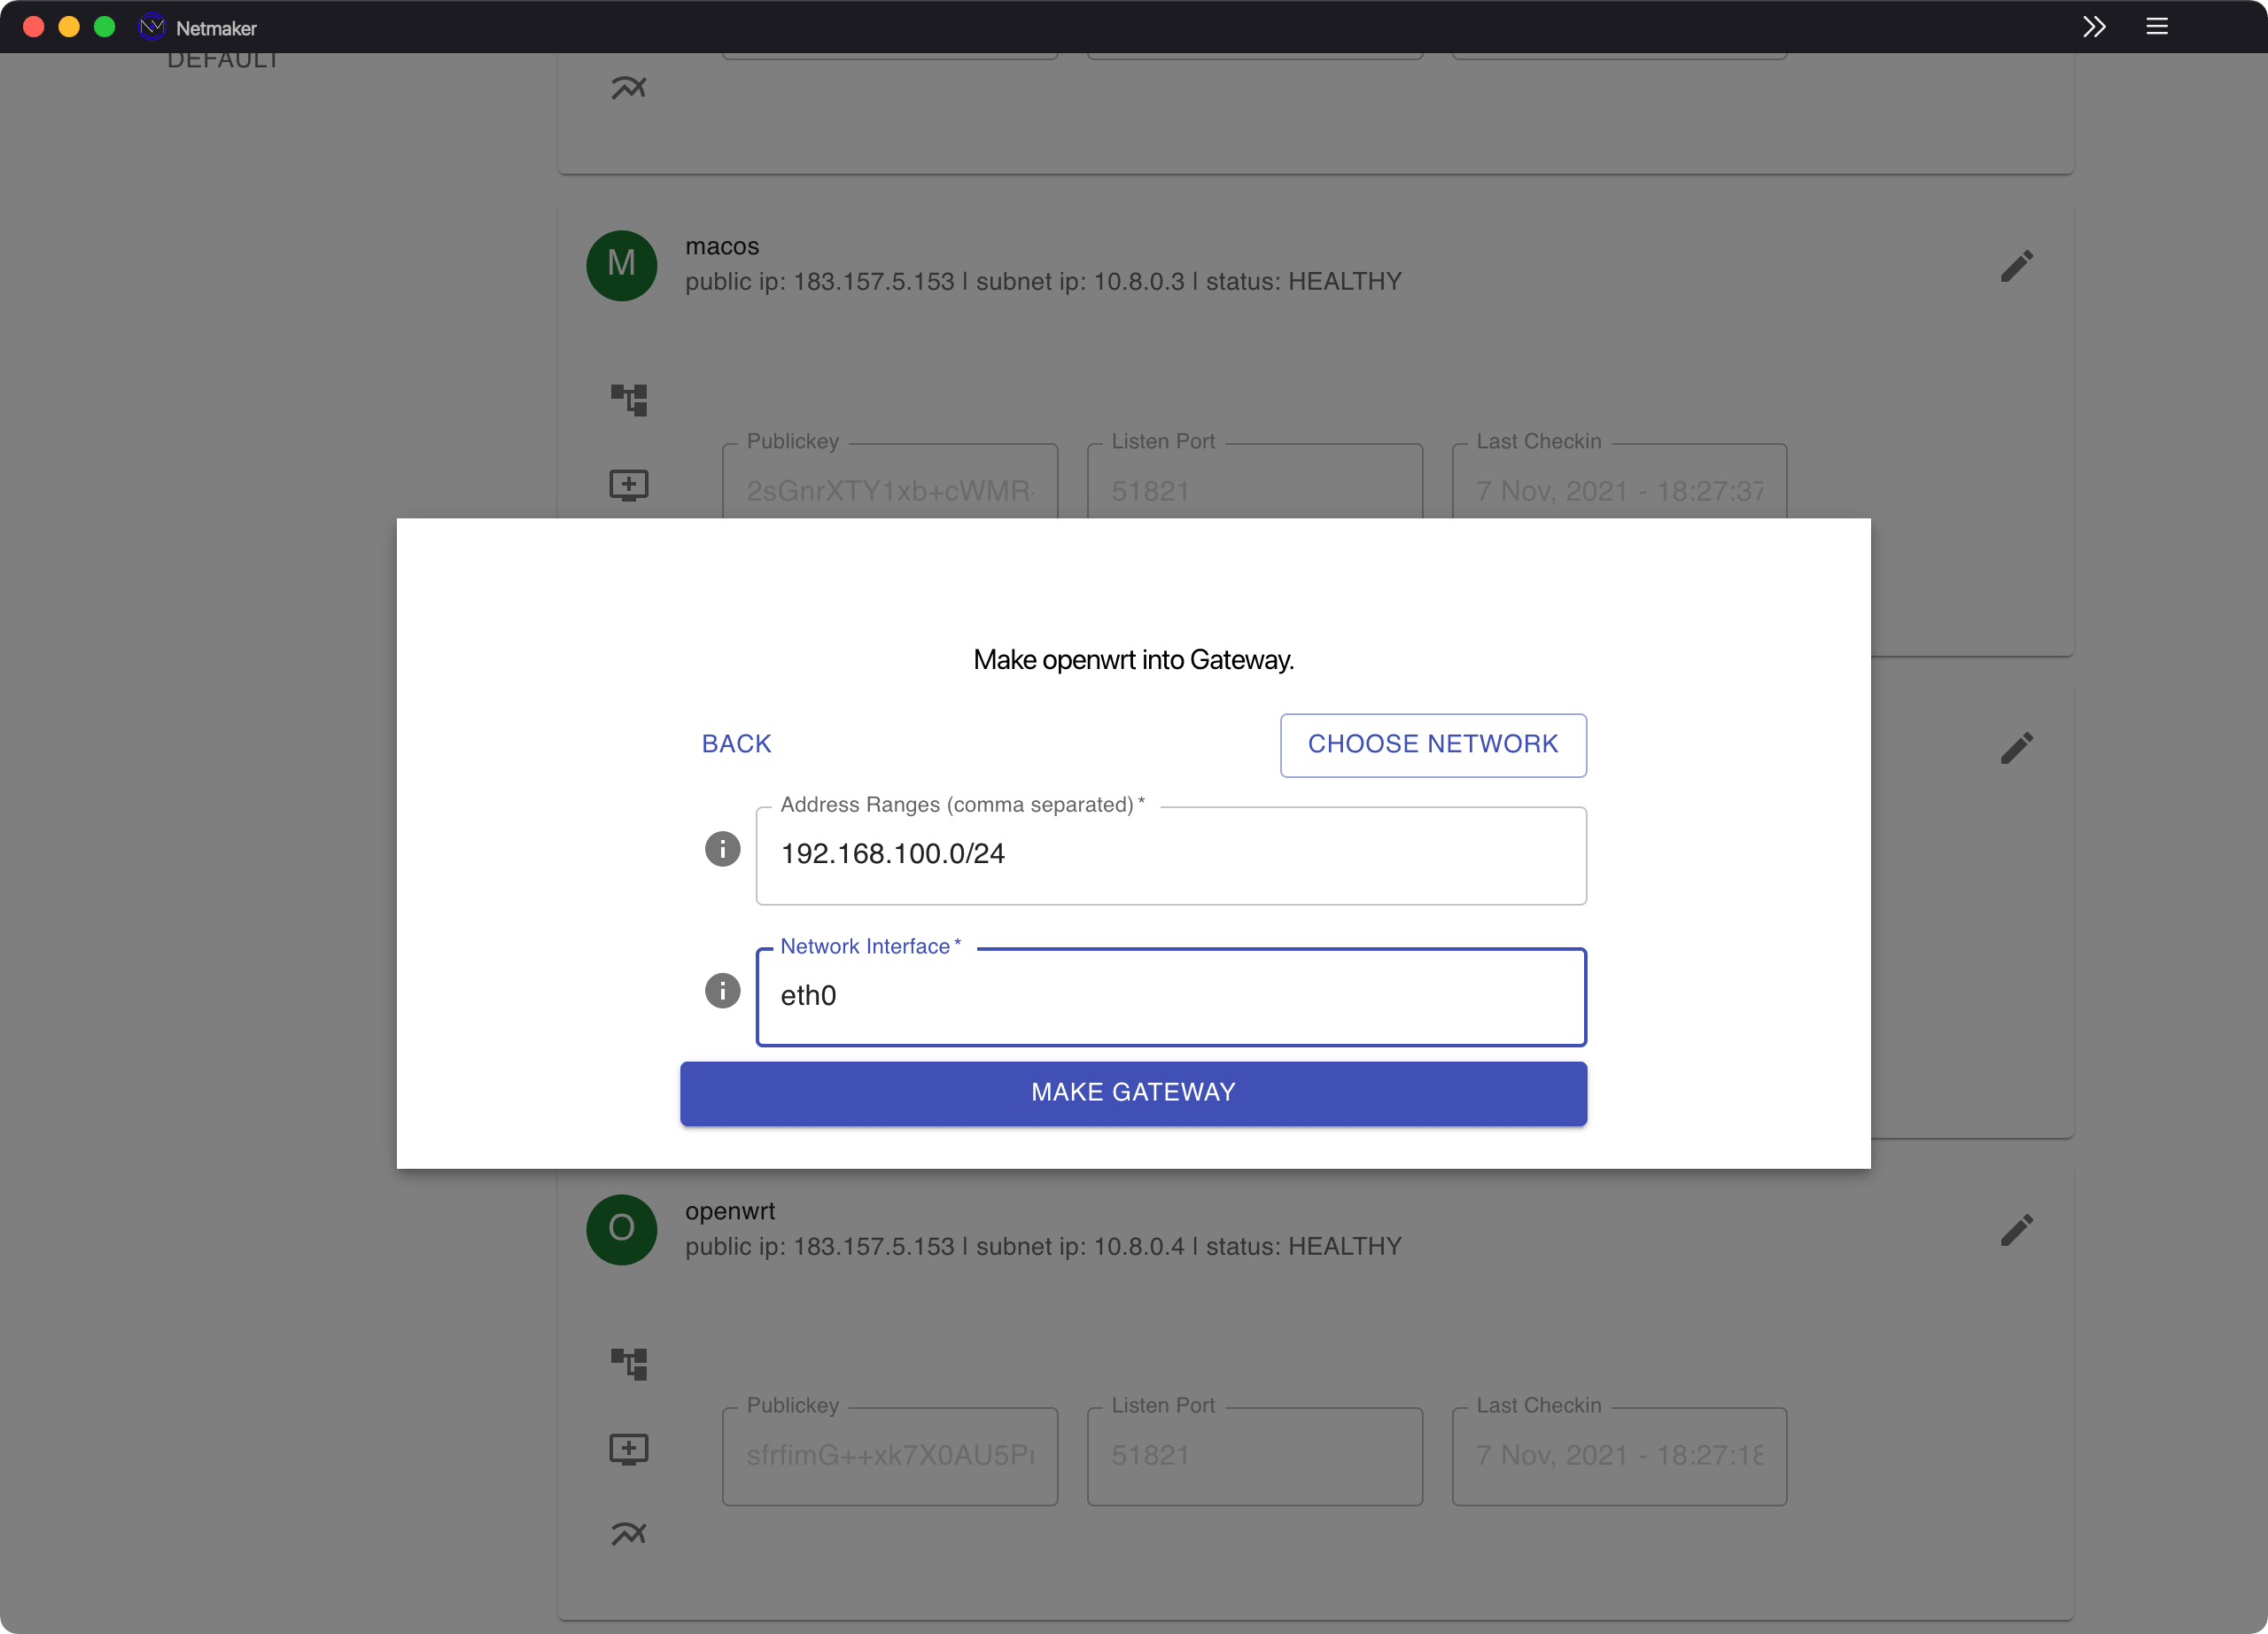 Netmaker
DEFAULT
M
macos
public ip: 183.157.5.153 | subnet ip: 10.8.0.3 | status: HEALTHY
Publickey
Listen Port
Last Checkin
2sGnrXTY1xb+cWMR
51821
7 Nov, 2021 - 18:27:37
Make openwrt into Gateway.
BACK
CHOOSE NETWORK
Address Ranges (comma separated) *
192.168.100.0/24
Network Interface *
eth0
MAKE GATEWAY
O
openwrt
public ip: 183.157.5.153 | subnet ip: 10.8.0.4 | status: HEALTHY
Publickey
Listen Port
Last Checkin
sfrfimG++xk7X0AU5P
51821
7 Nov, 2021 - 18:27:18